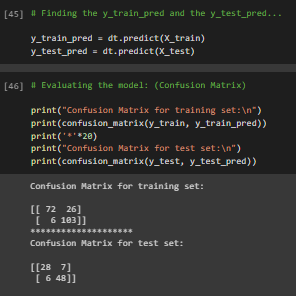 [45] # Finding the y_train_pred and the y_test_pred...
y_train_pred = dt.predict(X_train)
y_test_pred = dt.predict(X_test)
[46] # Evaluating the model: (Confusion Matrix)
print("Confusion Matrix for training set:\n")
print(confusion_matrix(y_train, y_train_pred))
print('*'*20)
print("Confusion Matrix for test set:\n")
print(confusion_matrix(y_test, y_test_pred))
Confusion Matrix for training set:
[[ 72  26]
 [  6 103]]
********************
Confusion Matrix for test set:
[[28  7]
 [ 6 48]]